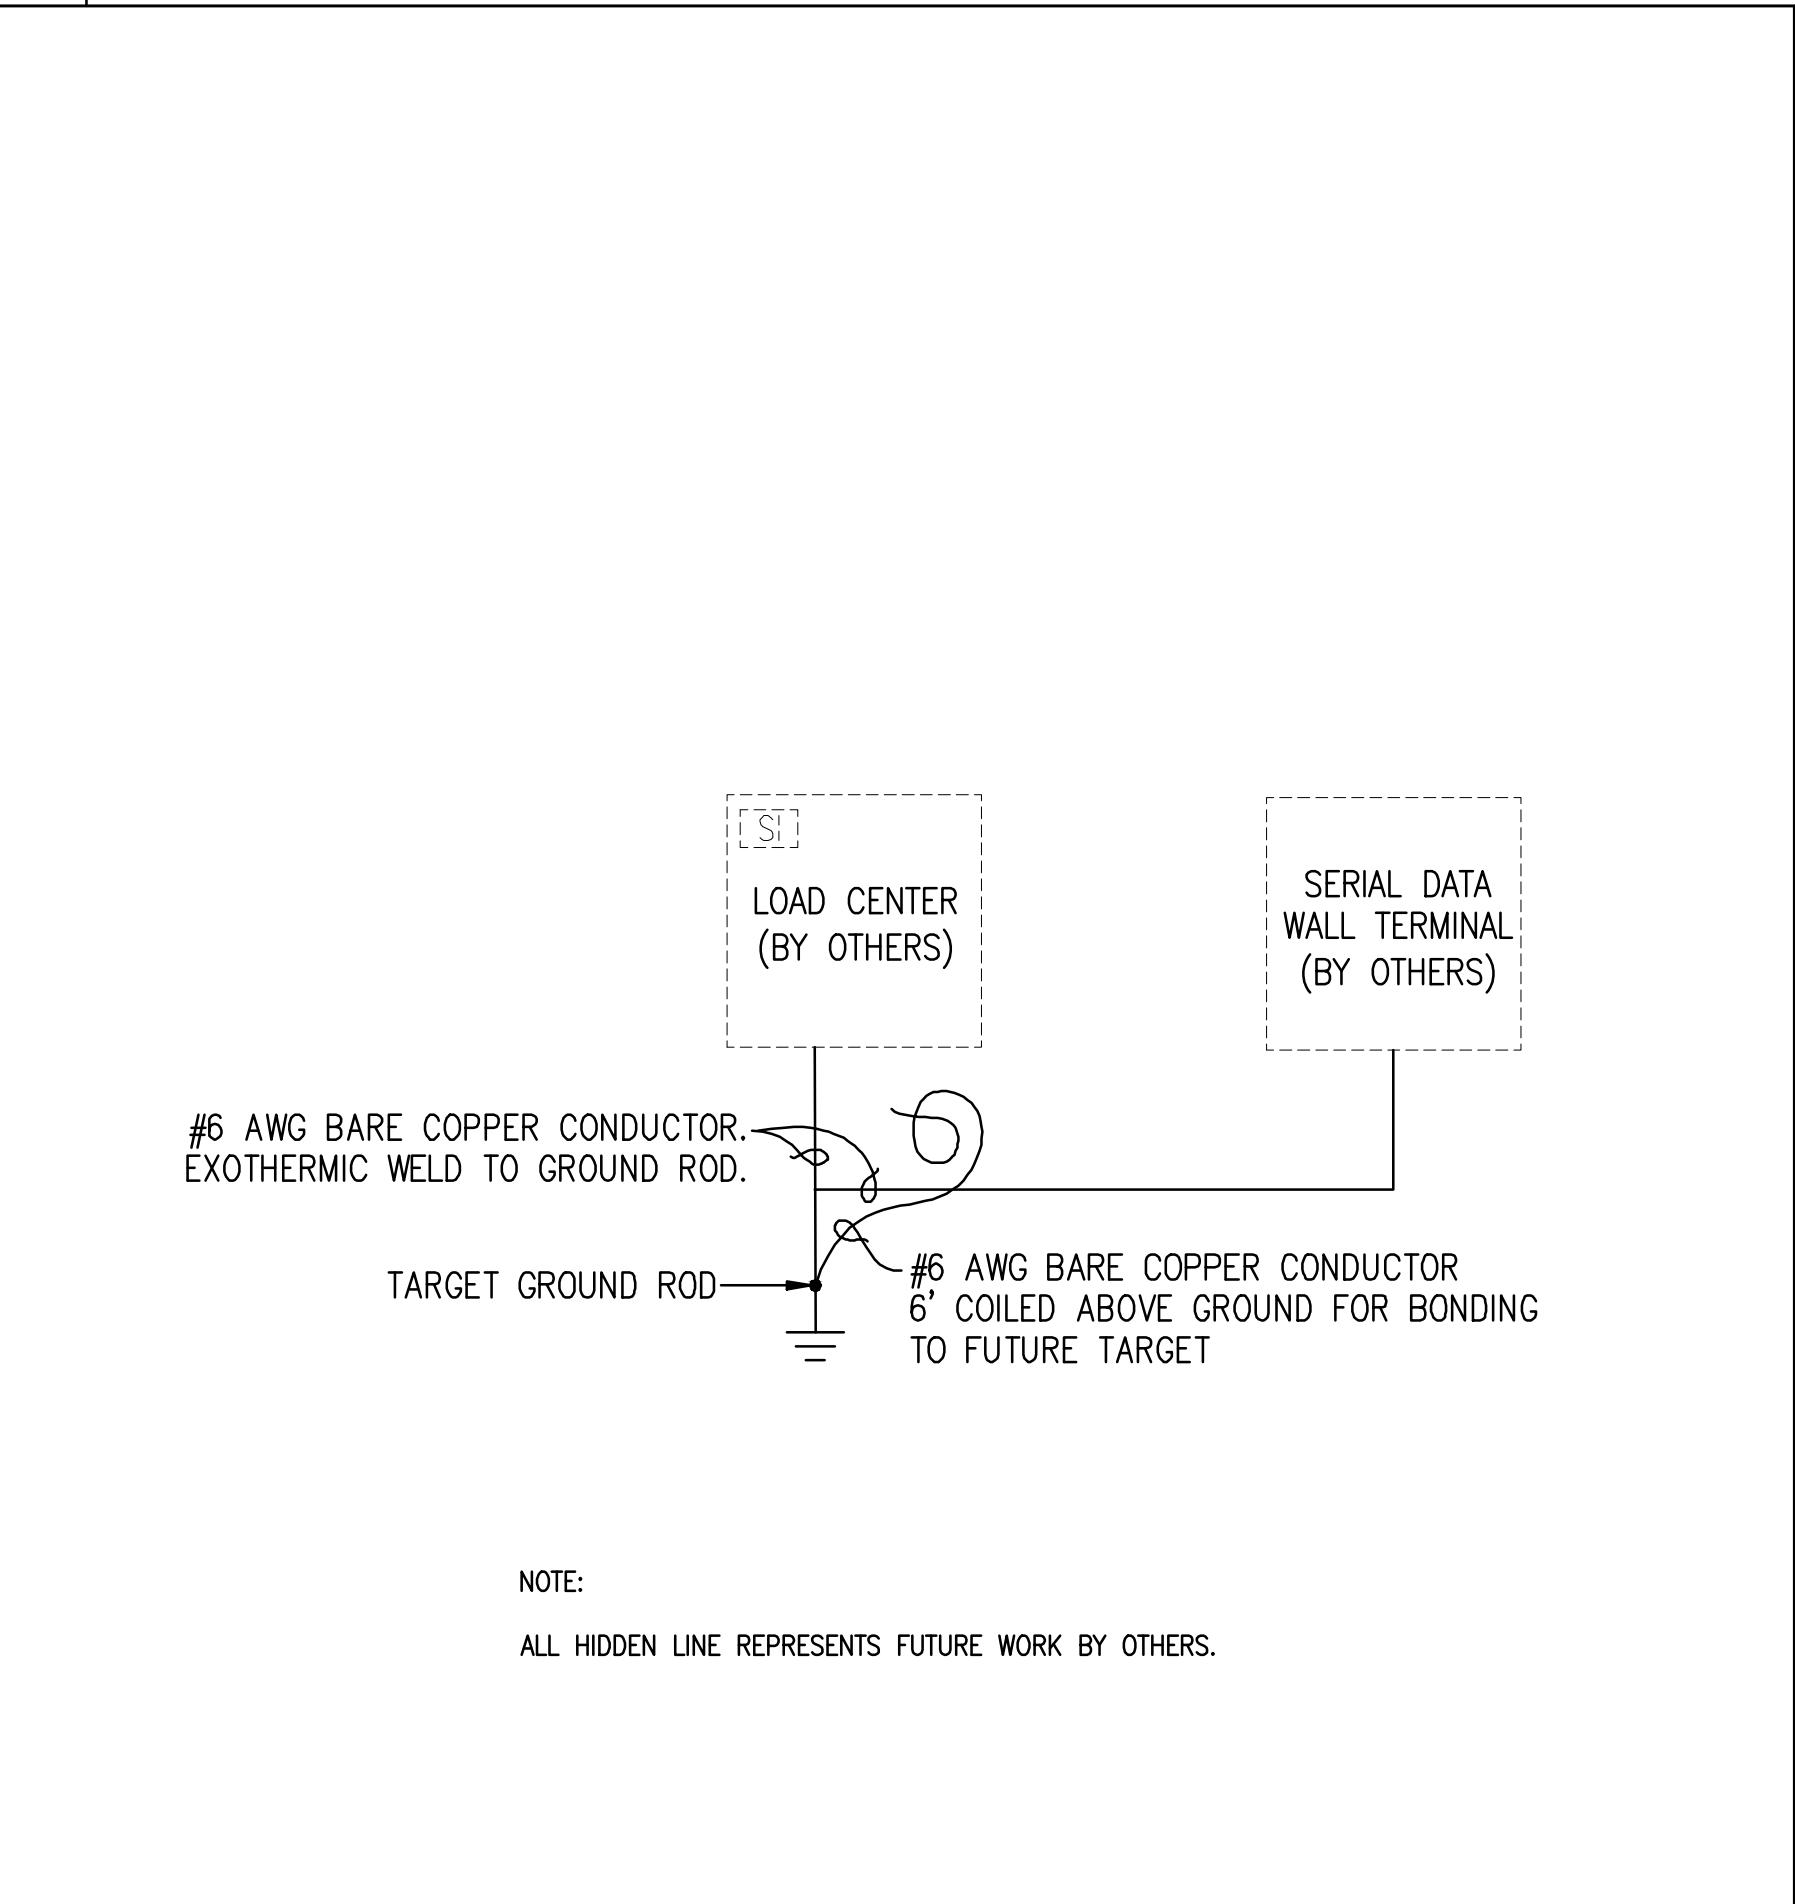 SI
LOAD CENTER
(BY OTHERS)
SERIAL DATA
WALL TERMINAL
(BY OTHERS)
#6 AWG BARE COPPER CONDUCTOR.
EXOTHERMIC WELD TO GROUND ROD.
TARGET GROUND ROD
#6 AWG BARE COPPER CONDUCTOR
6' COILED ABOVE GROUND FOR BONDING
TO FUTURE TARGET
NOTE:
ALL HIDDEN LINE REPRESENTS FUTURE WORK BY OTHERS.